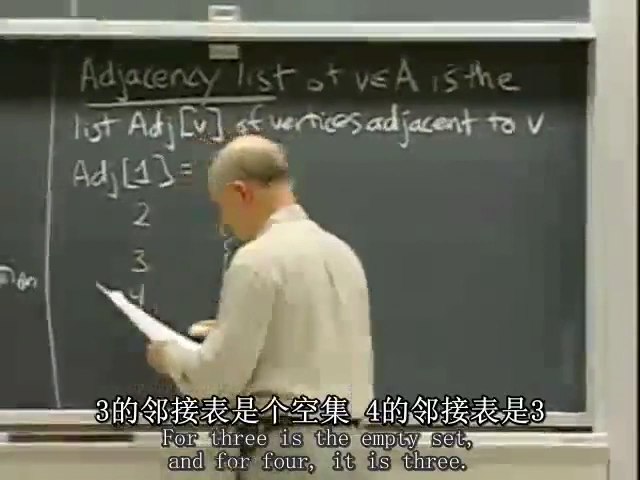 Adjacency list of v∈A is the
list Adj[v] of vertices adjacent to v
Adj[1] =
2
3
4
3的邻接表是个空集 4的邻接表是3
For three is the empty set,
and for four, it is three.